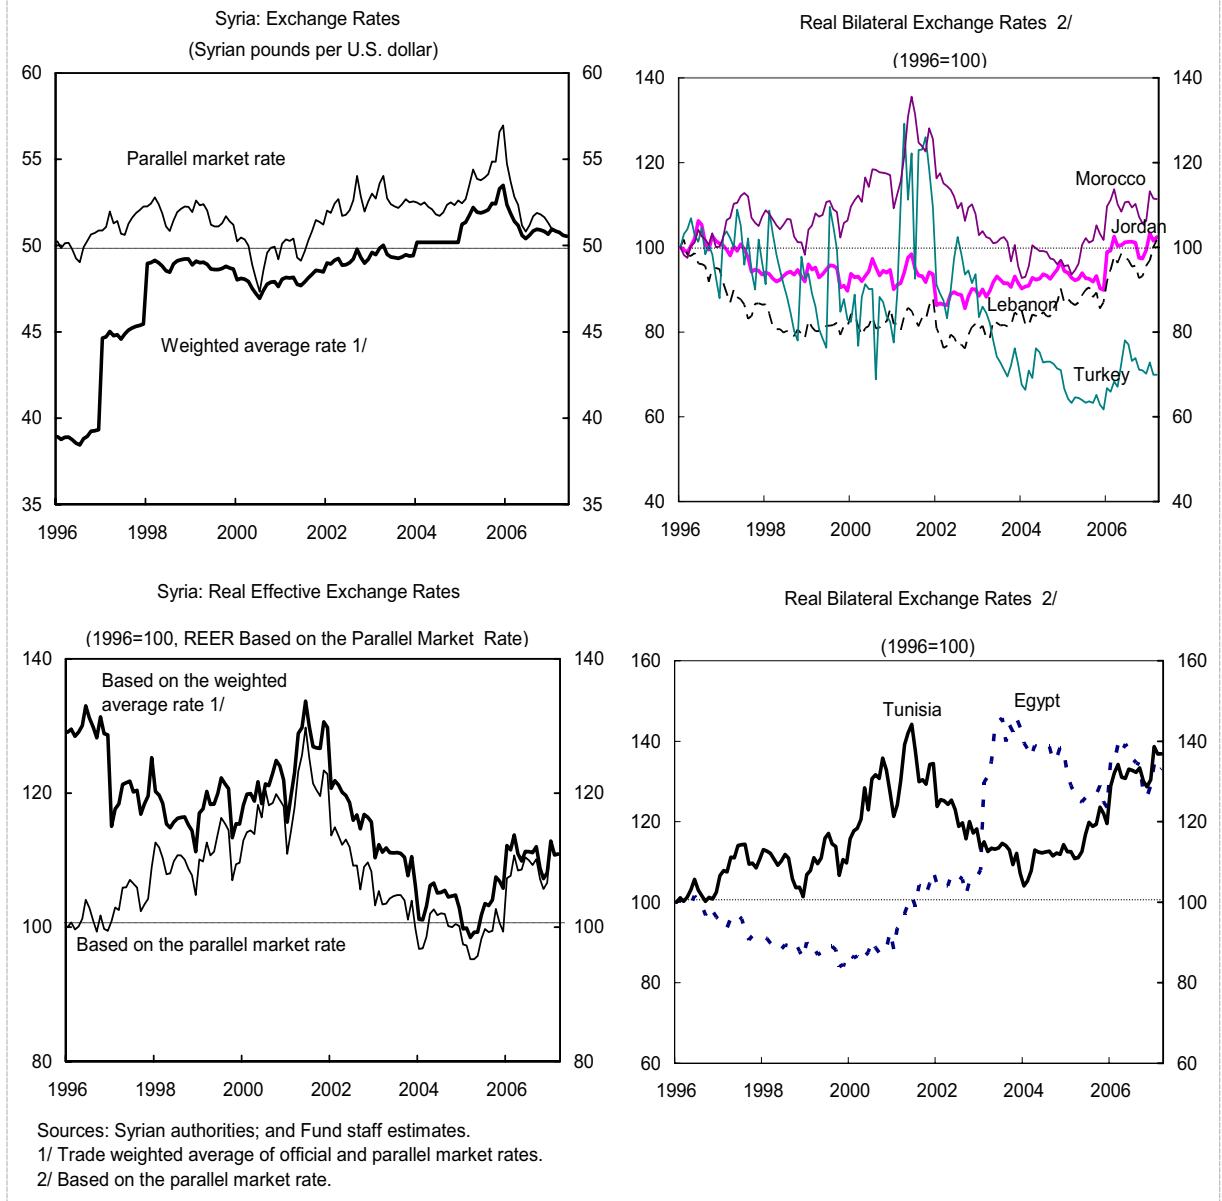 Syria: Exchange Rates
(Syrian pounds per U.S. dollar)
60 60
55 55
50 50
45 45
40 40
35 35
Parallel market rate
Weighted average rate 1/
1996 1998 2000 2002 2004 2006
Real Bilateral Exchange Rates 2/
(1996=100)
140 140
120 120
100 100
80 80
60 60
40 40
Morocco
Jordan
Lebanon
Turkey
1996 1998 2000 2002 2004 2006
Syria: Real Effective Exchange Rates
(1996=100, REER Based on the Parallel Market Rate)
140 140
120 120
100 100
80 80
Based on the weighted
average rate 1/
Based on the parallel market rate
1996 1998 2000 2002 2004 2006
Real Bilateral Exchange Rates 2/
(1996=100)
160 160
140 140
120 120
100 100
80 80
60 60
Tunisia
Egypt
1996 1998 2000 2002 2004 2006
Sources: Syrian authorities; and Fund staff estimates.
1/ Trade weighted average of official and parallel market rates.
2/ Based on the parallel market rate.